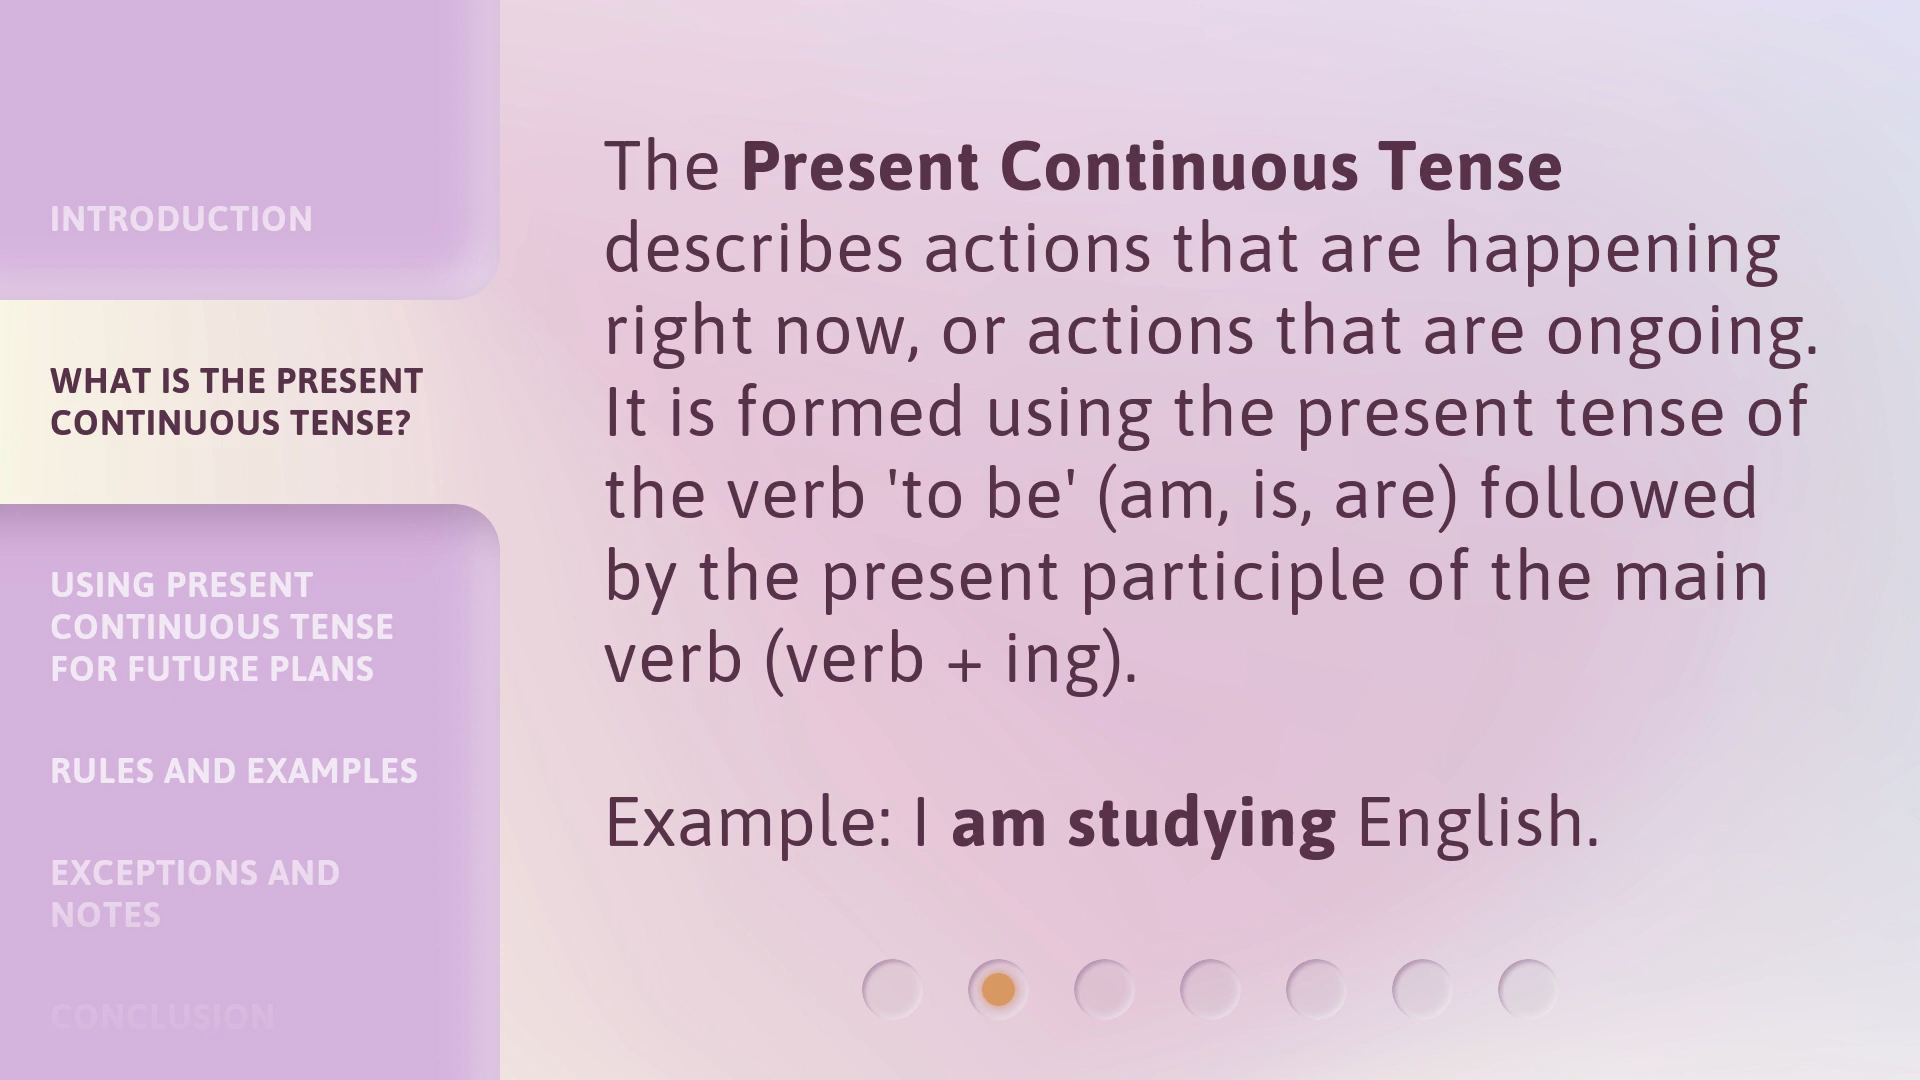 INTRODUCTION
WHAT IS THE PRESENT
CONTINUOUS TENSE?
USING PRESENT
CONTINUOUS TENSE
FOR FUTURE PLANS
RULES AND EXAMPLES
EXCEPTIONS AND
NOTES
CONCLUSION
The Present Continuous Tense
describes actions that are happening
right now, or actions that are ongoing.
It is formed using the present tense of
the verb 'to be' (am, is, are) followed
by the present participle of the main
verb (verb + ing).
Example: I am studying English.